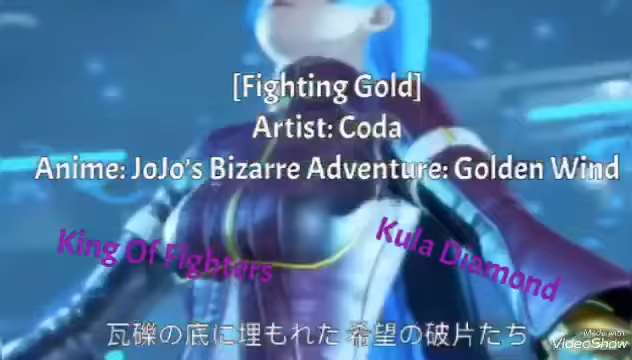 [Fighting Gold]
Artist: Coda
Anime: JoJo's Bizarre Adventure: Golden Wind
King Of Fighters
Kula Diamond
瓦礫の底に埋もれた 希望の破片たち
Made with
VideoShow